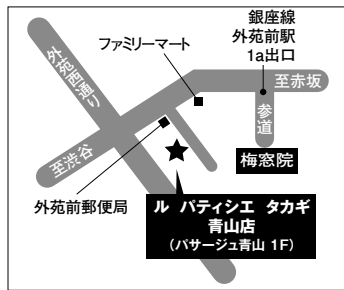 銀座線
外苑前駅
1a出口
ファミリーマート
外苑西通り
至赤坂
参道
至渋谷
梅窓院
外苑前郵便局
ル パティシエ タカギ
青山店
(パサージュ青山 1F)